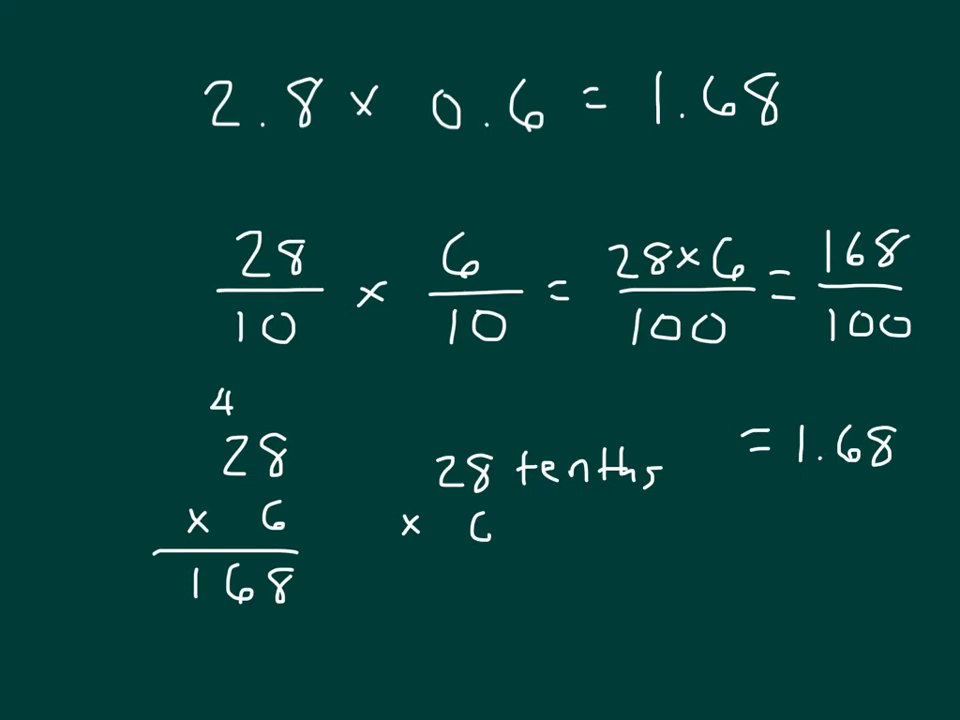 2.8 × 0.6 = 1.68
28/10 × 6/10 = 28×6/100 = 168/100
= 1.68
4
28
× 6
168
28 tenths
× 6